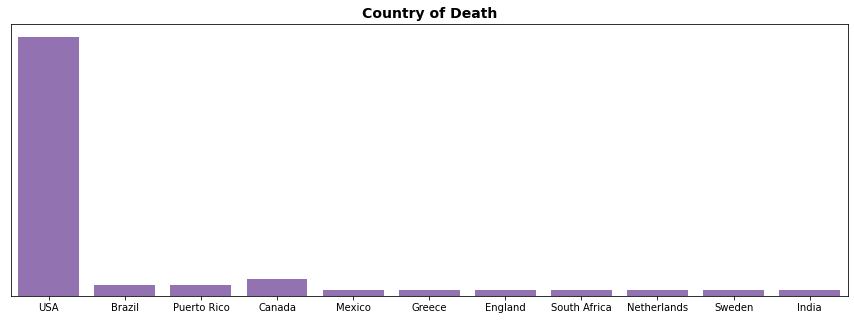 Country of Death
USA Brazil Puerto Rico Canada Mexico Greece England South Africa Netherlands Sweden India